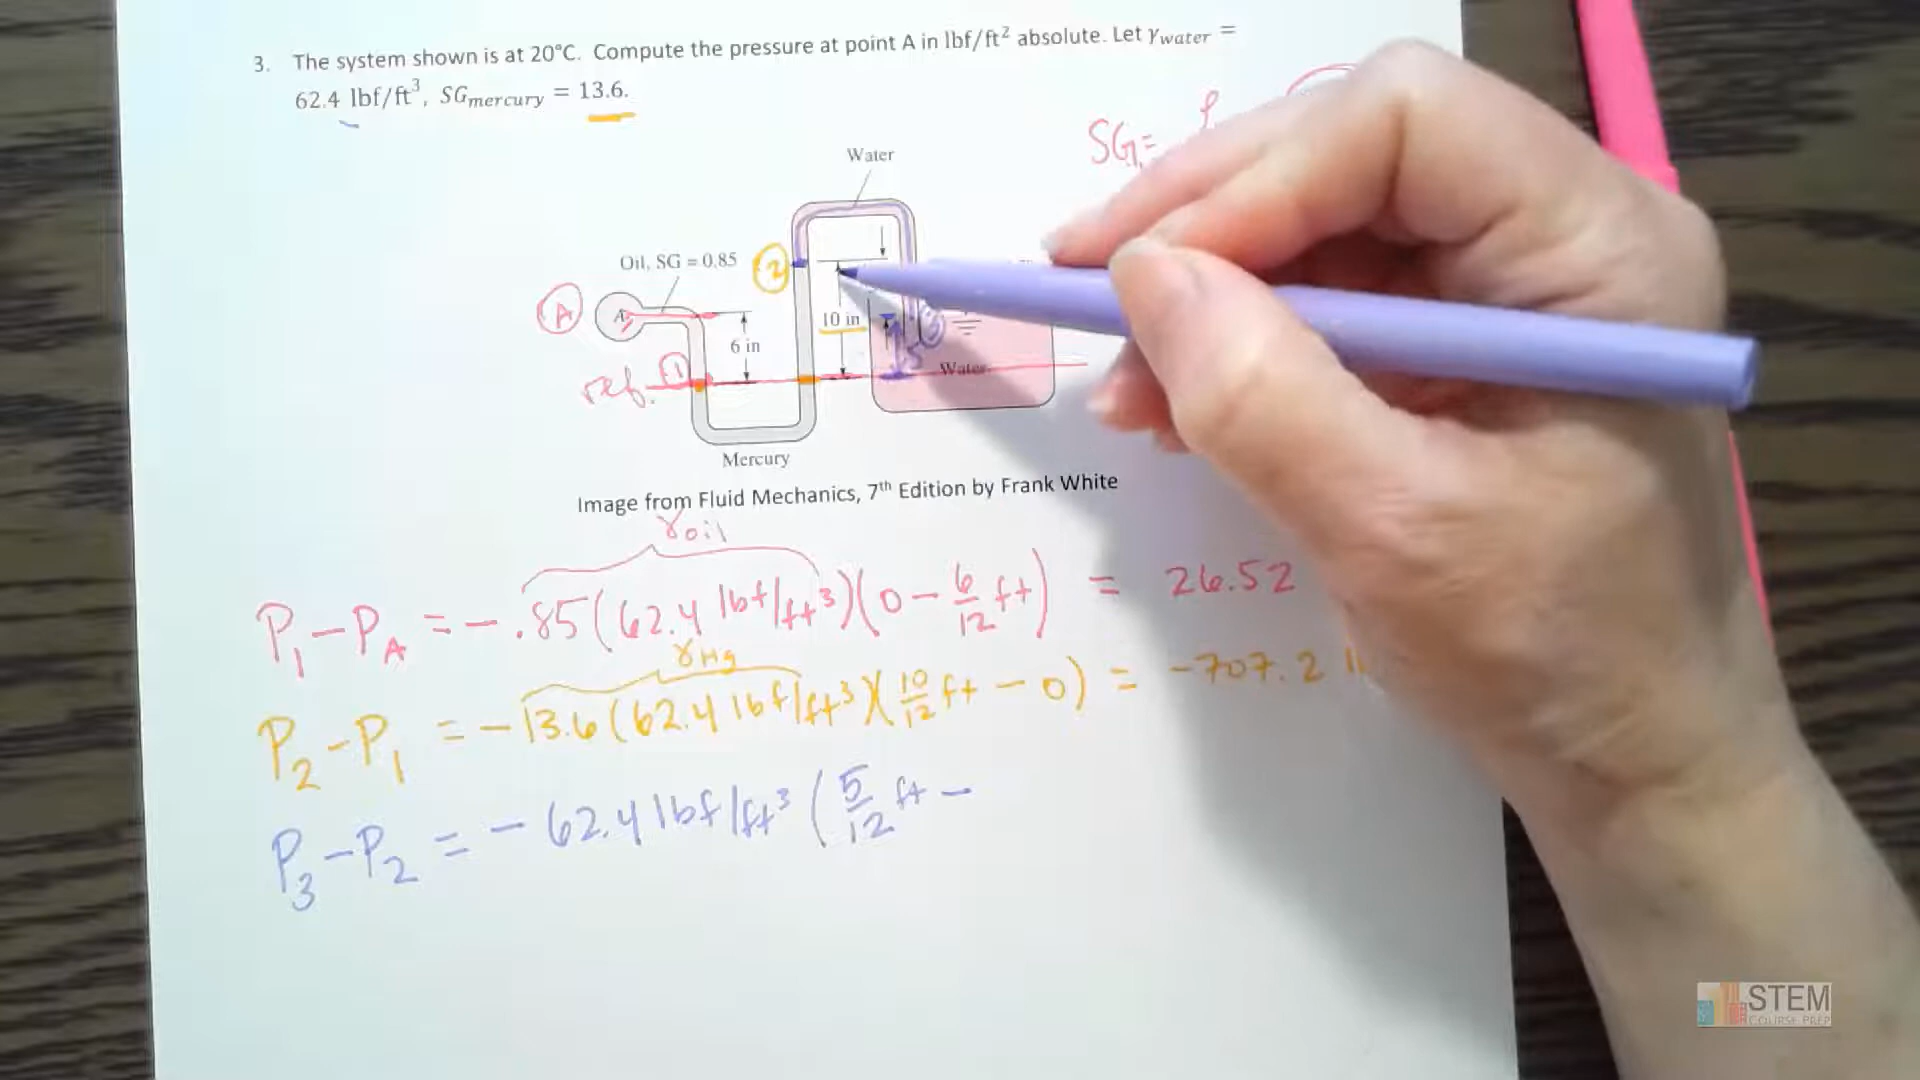 3. The system shown is at 20°C. Compute the pressure at point A in lbf/ft² absolute. Let γwater =
62.4 lbf/ft³, SGmercury = 13.6.
SG =
Water
Oil, SG = 0.85
A
2
A
10 in
6 in
ref.
1
Water
Mercury
Image from Fluid Mechanics, 7th Edition by Frank White
γoil
P1 - PA = - .85 (62.4 lbf/ft³)(0 - 6/12 ft) = 26.52
γHg
P2 - P1 = - 13.6 (62.4 lbf/ft³)(10/12 ft - 0) = -707.2
P3 - P2 = - 62.4 lbf/ft³ (5/12 ft -
STEM
COURSE PREP